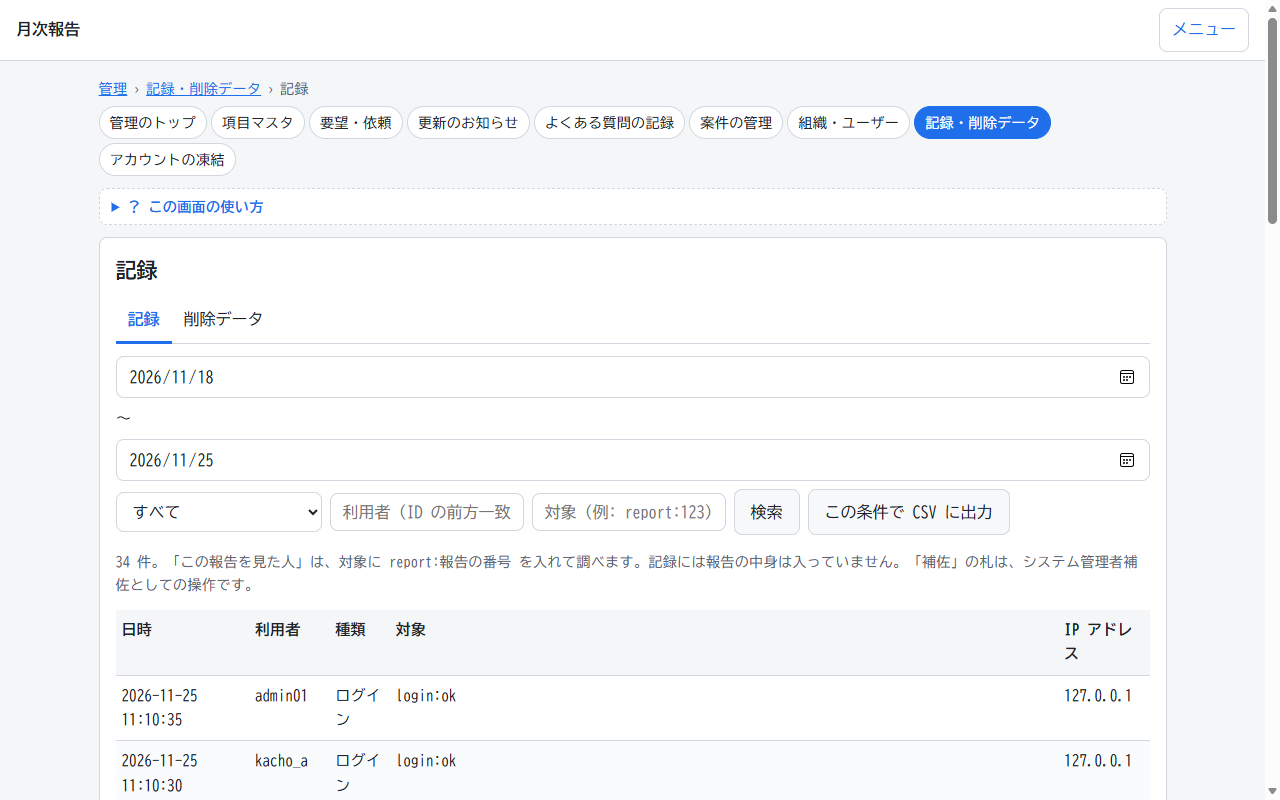 月次報告
メニュー
管理 › 記録・削除データ › 記録
管理のトップ 項目マスタ 要望・依頼 更新のお知らせ よくある質問の記録 案件の管理 組織・ユーザー 記録・削除データ
アカウントの凍結
▶ ? この画面の使い方
記録
記録 削除データ
2026/11/18
～
2026/11/25
すべて 利用者（ID の前方一致 対象（例: report:123） 検索 この条件で CSV に出力
34 件。「この報告を見た人」は、対象に report:報告の番号 を入れて調べます。記録には報告の中身は入っていません。「補佐」の札は、システム管理者補
佐としての操作です。
日時 利用者 種類 対象 IP アドレ
ス
2026-11-25 admin01 ログイ login:ok 127.0.0.1
11:10:35 ン
2026-11-25 kacho_a ログイ login:ok 127.0.0.1
11:10:30 ン